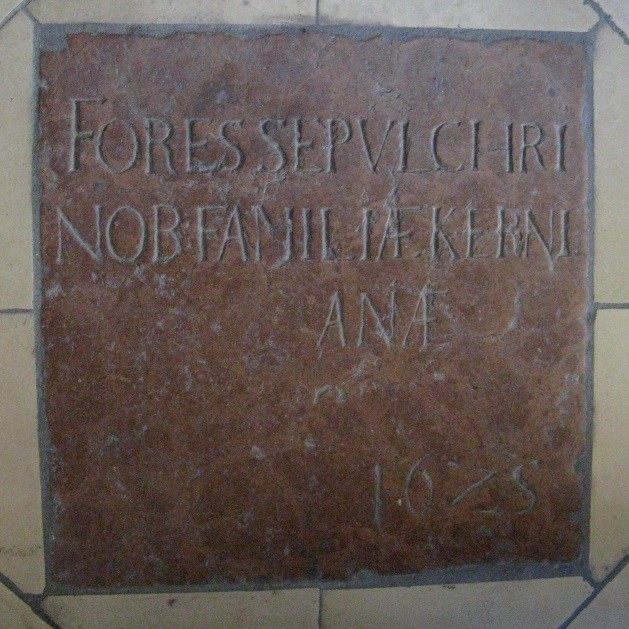 FORES SEPVLCHRI
NOB: FAMILIÆ KERNI.
ANÆ
1625